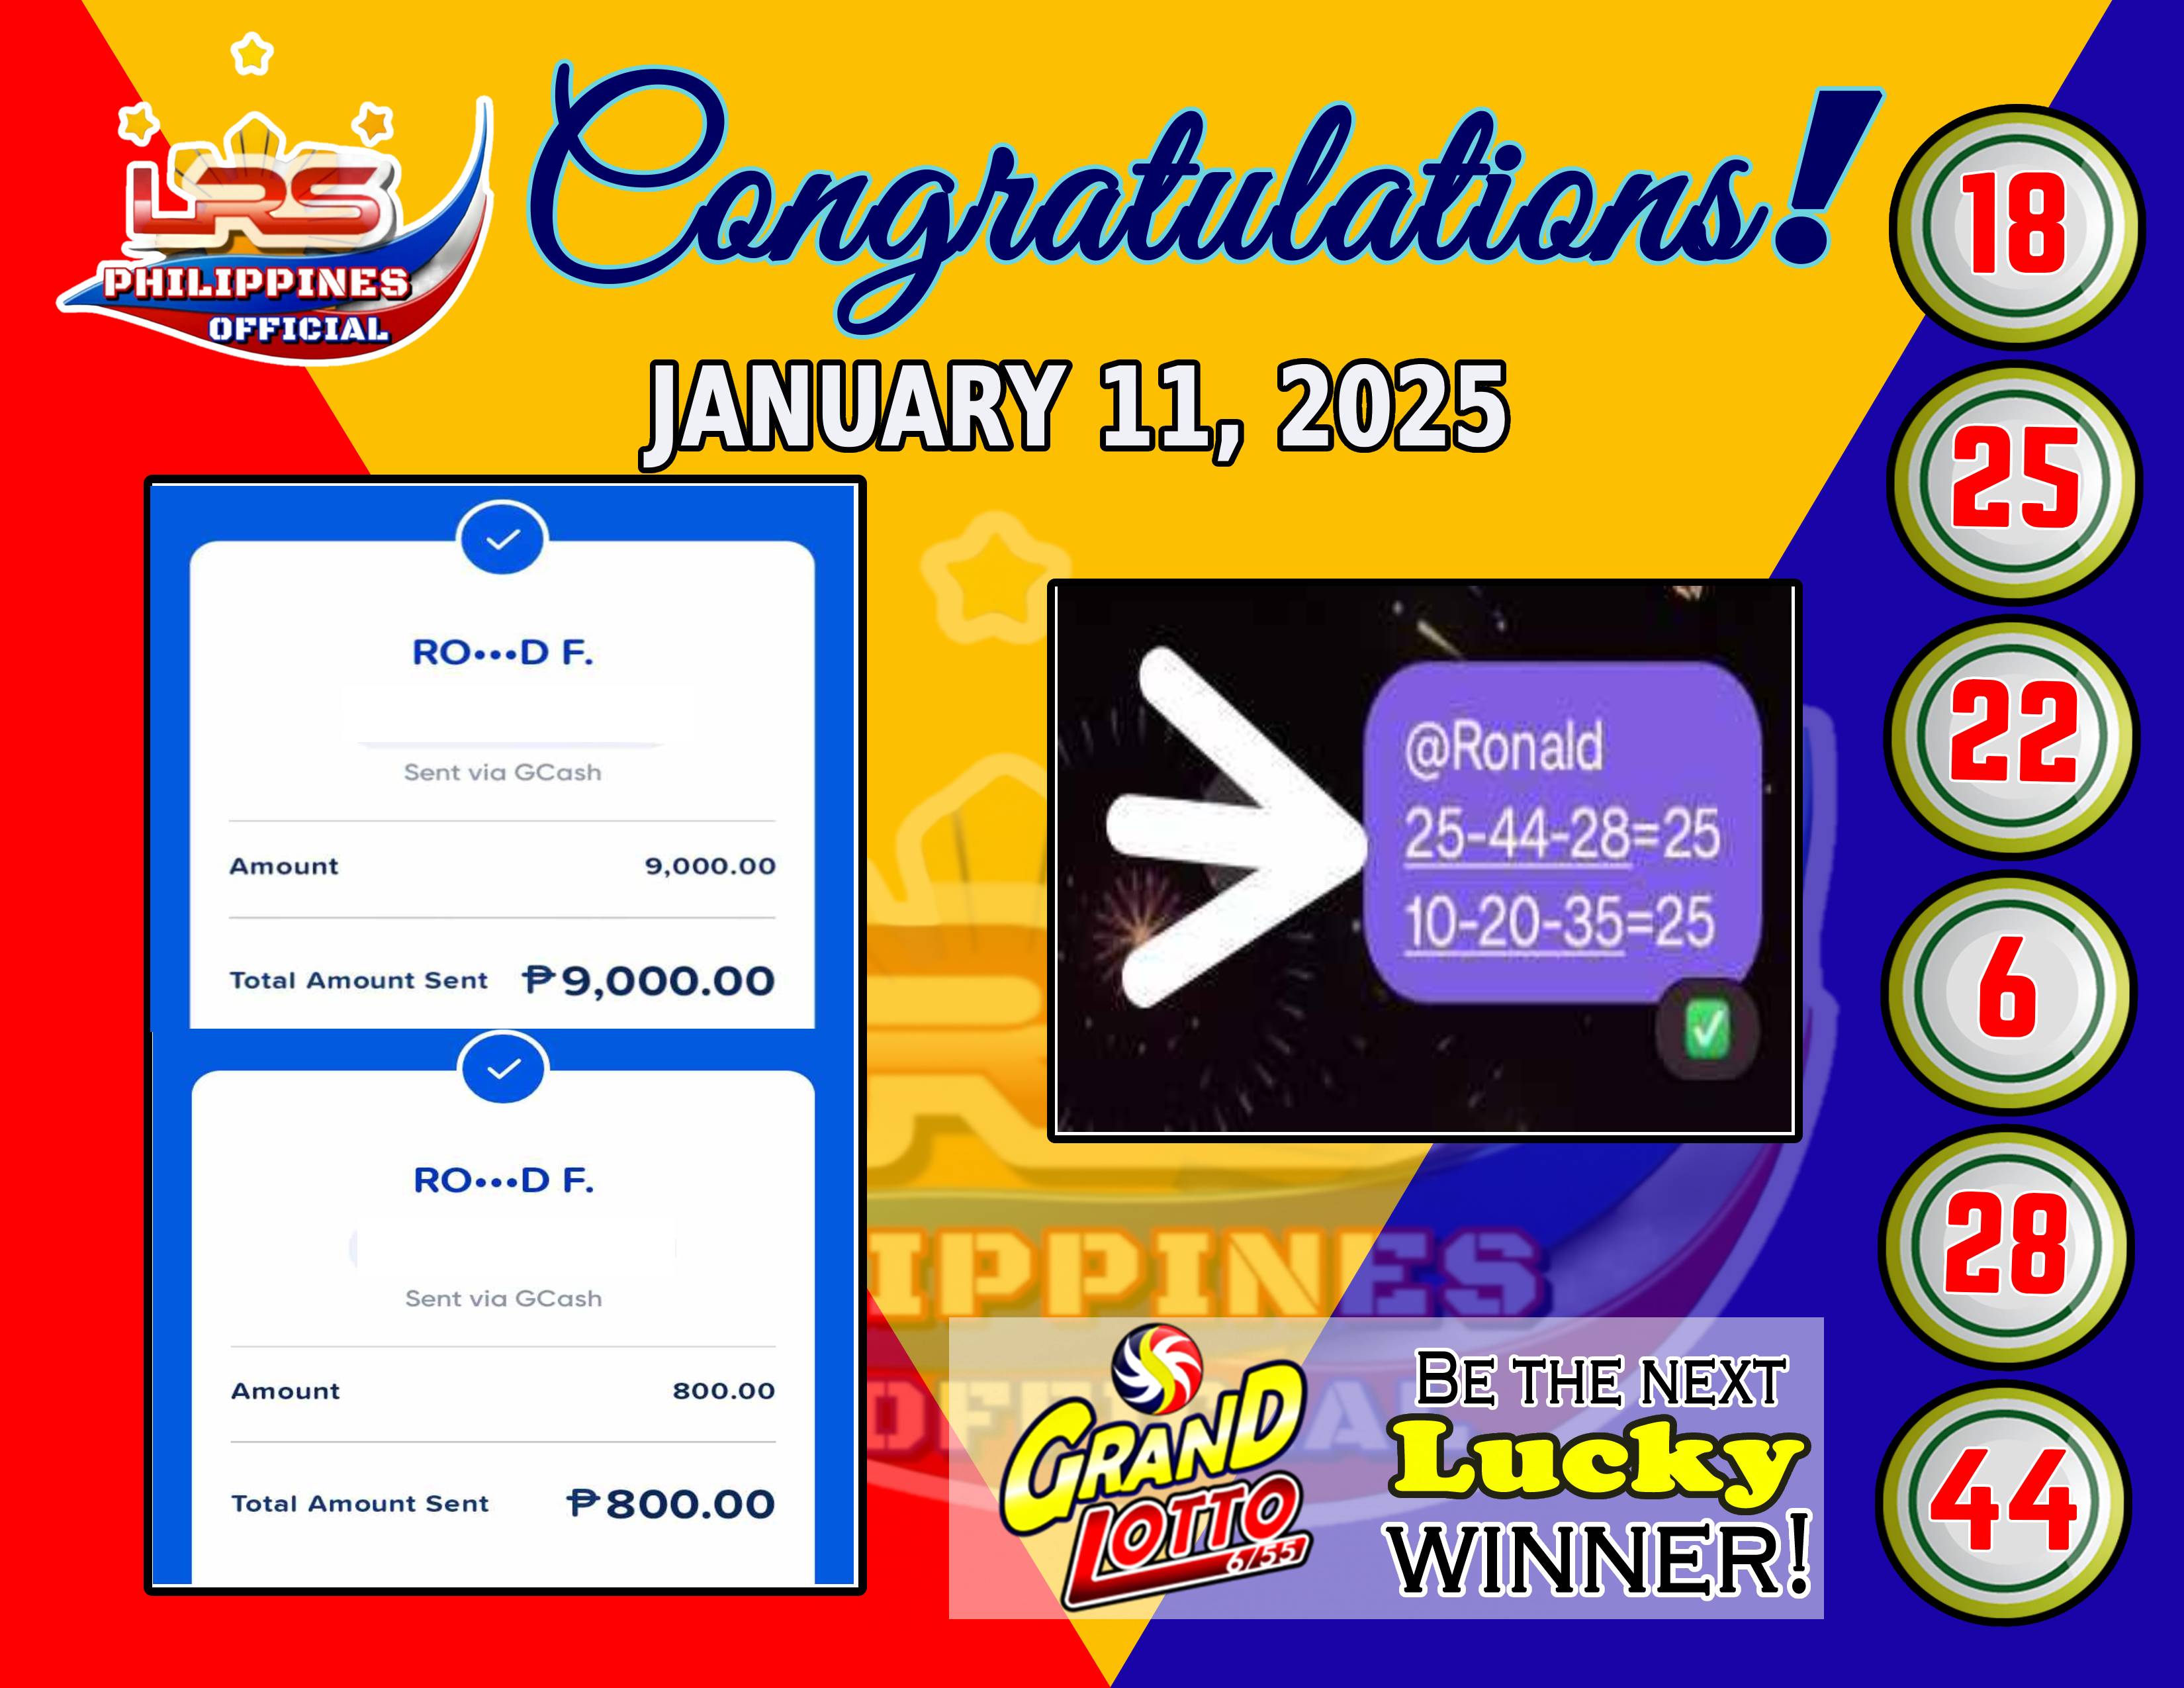 LRS
PHILIPPINES
OFFICIAL
Congratulations!
JANUARY 11, 2025
RO•••D F.
Sent via GCash
Amount 9,000.00
Total Amount Sent ₱9,000.00
RO•••D F.
Sent via GCash
Amount 800.00
Total Amount Sent ₱800.00
@Ronald
25-44-28=25
10-20-35=25
GRAND
LOTTO
6/55
BE THE NEXT
Lucky
WINNER!
18
25
22
6
28
44